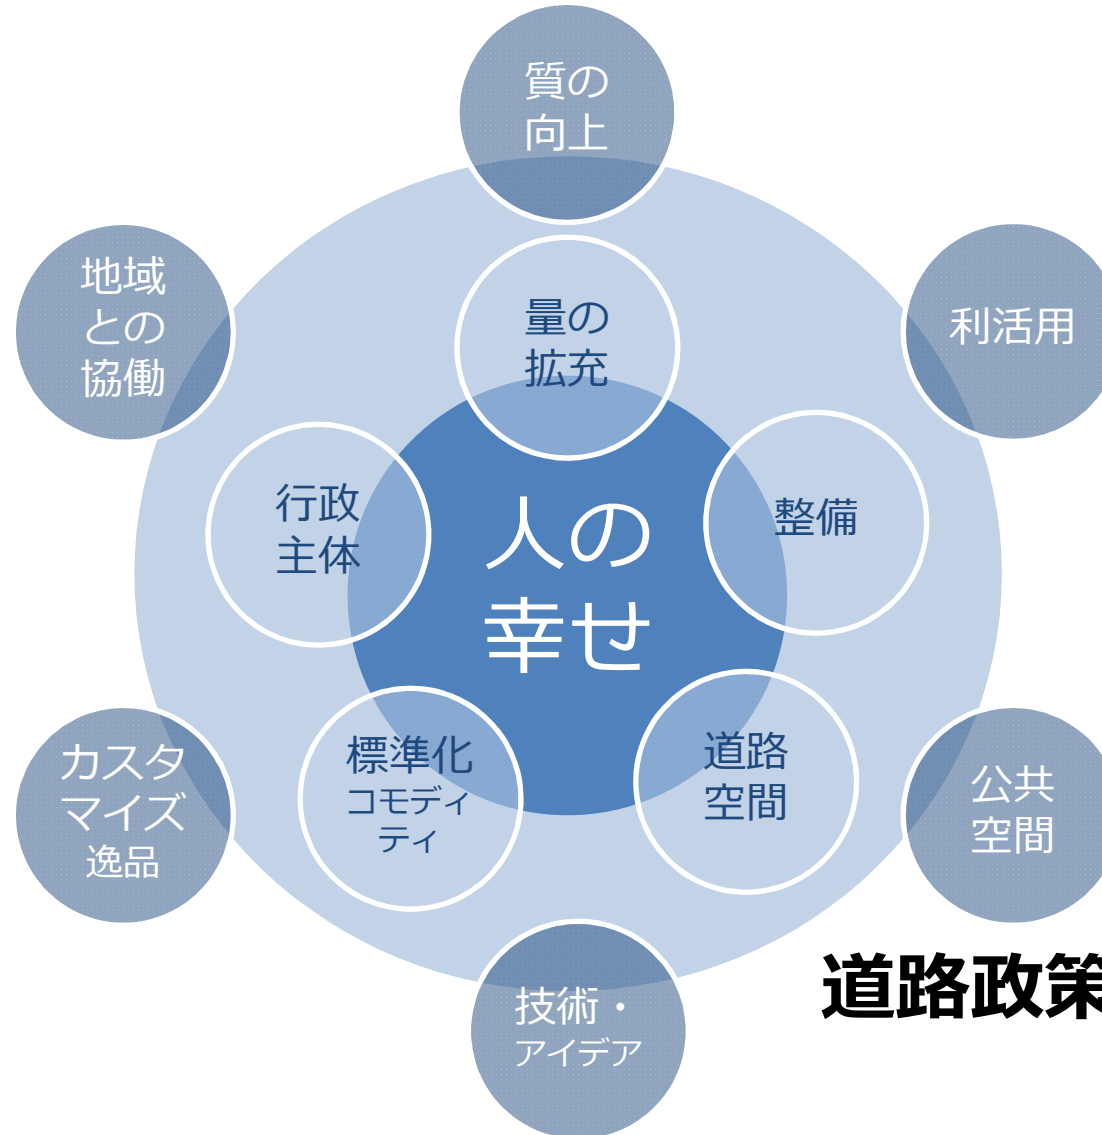 質の
向上
地域
との
協働
利活用
量の
拡充
行政
主体
整備
人の
幸せ
標準化
コモディ
ティ
道路
空間
カスタ
マイズ
逸品
公共
空間
技術・
アイデア
道路政策